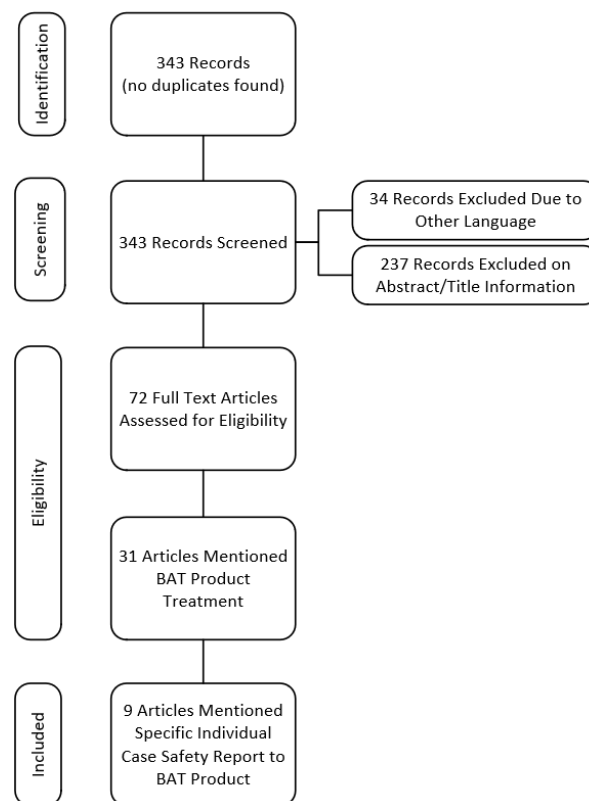 Identification
343 Records
(no duplicates found)
Screening
343 Records Screened
34 Records Excluded Due to
Other Language
237 Records Excluded on
Abstract/Title Information
Eligibility
72 Full Text Articles
Assessed for Eligibility
31 Articles Mentioned
BAT Product
Treatment
Included
9 Articles Mentioned
Specific Individual
Case Safety Report to
BAT Product